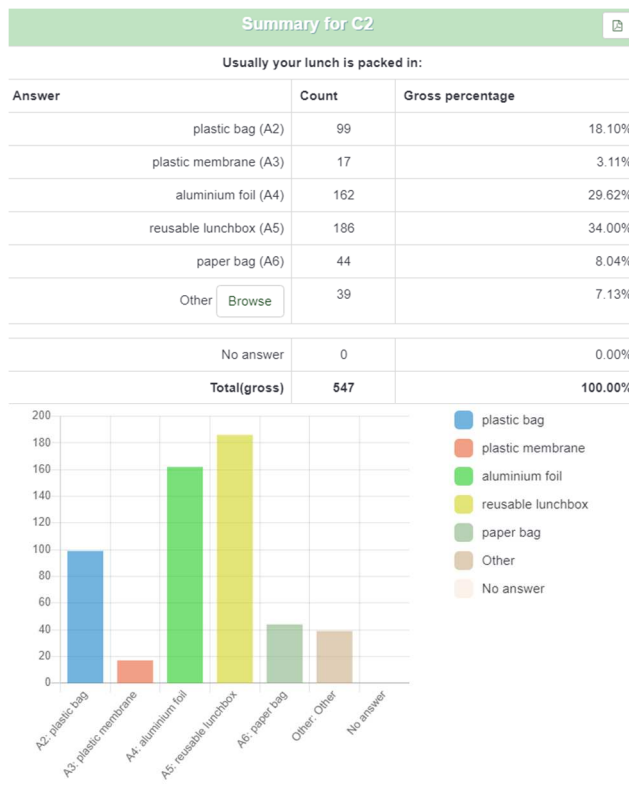 Summary for C2
Usually your lunch is packed in:
Answer Count Gross percentage
plastic bag (A2) 99 18.10%
plastic membrane (A3) 17 3.11%
aluminium foil (A4) 162 29.62%
reusable lunchbox (A5) 186 34.00%
paper bag (A6) 44 8.04%
Other Browse 39 7.13%
No answer 0 0.00%
Total(gross) 547 100.00%
200
180
160
140
120
100
80
60
40
20
0
A2: plastic bag
A3: plastic membrane
A4: aluminium foil
A5: reusable lunchbox
A6: paper bag
Other: Other
No answer
plastic bag
plastic membrane
aluminium foil
reusable lunchbox
paper bag
Other
No answer